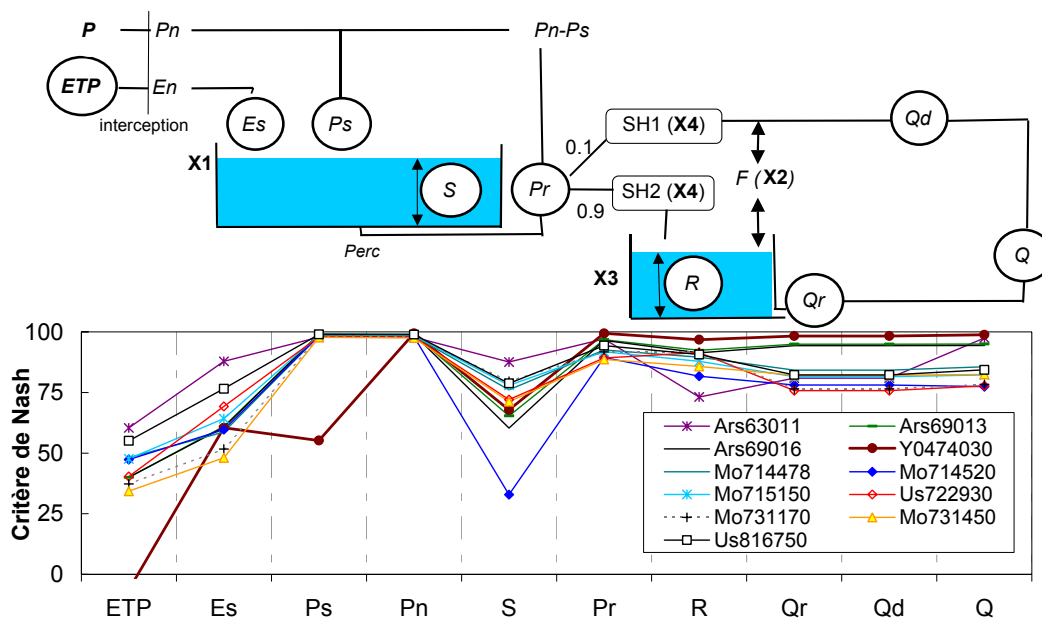 P Pn Pn-Ps
ETP En
interception
Es Ps
SH1 (X4) Qd
0.1
X1
S Pr F (X2)
SH2 (X4)
0.9
Perc
Q
X3 R Qr
100
75
50
25
0
Critère de Nash
Ars63011 Ars69013
Ars69016 Y0474030
Mo714478 Mo714520
Mo715150 Us722930
Mo731170 Mo731450
Us816750
ETP Es Ps Pn S Pr R Qr Qd Q